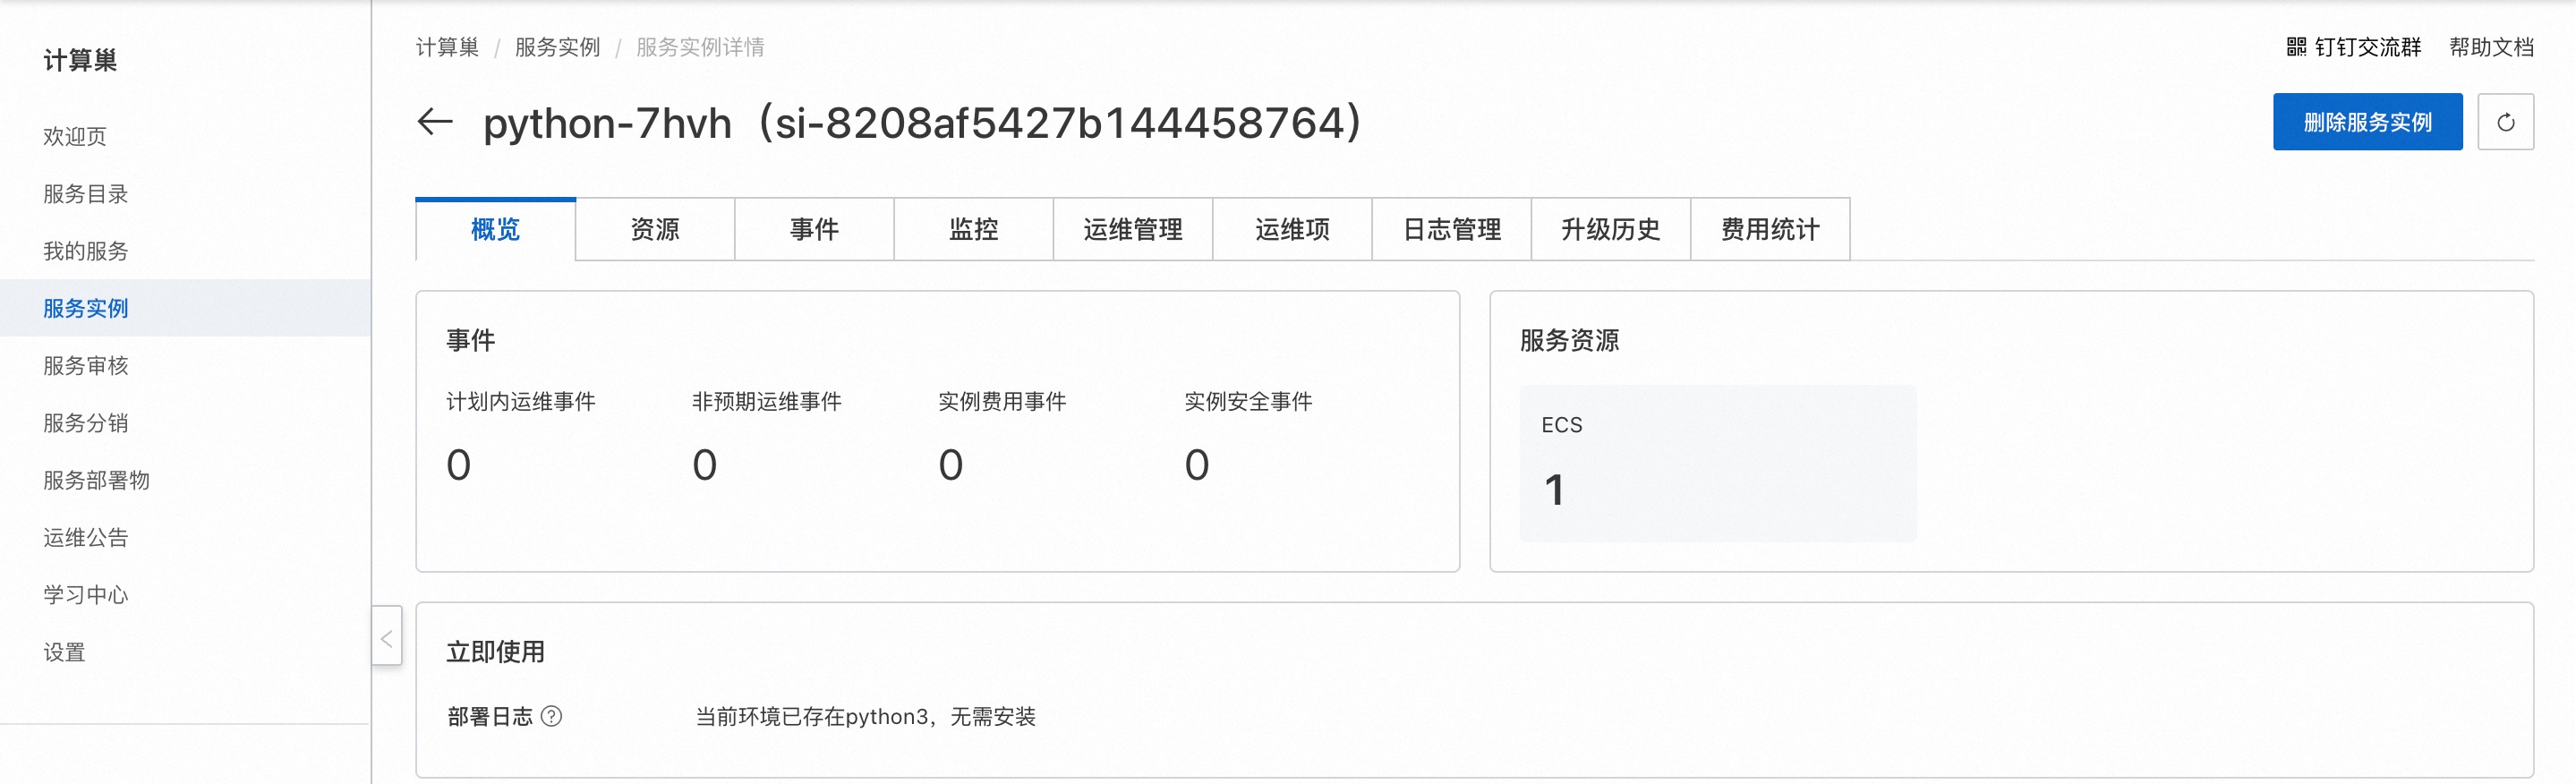 计算巢
欢迎页
服务目录
我的服务
服务实例
服务审核
服务分销
服务部署物
运维公告
学习中心
设置
计算巢 / 服务实例 / 服务实例详情
钉钉交流群 帮助文档
python-7hvh（si-8208af5427b144458764）
删除服务实例
概览 资源 事件 监控 运维管理 运维项 日志管理 升级历史 费用统计
事件
计划内运维事件 非预期运维事件 实例费用事件 实例安全事件
0 0 0 0
服务资源
ECS
1
立即使用
部署日志 ? 当前环境已存在python3，无需安装